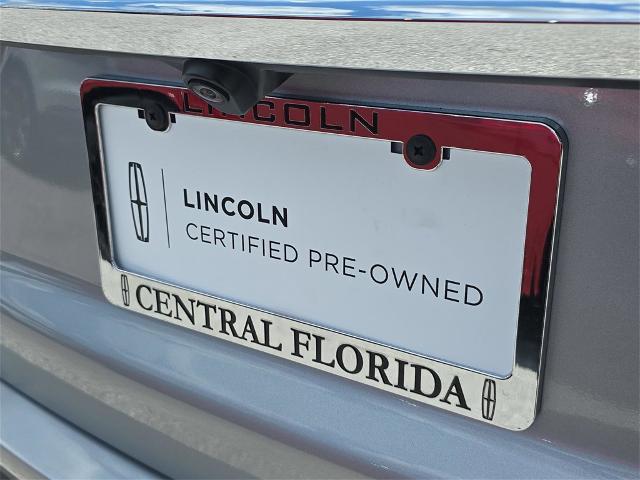 LINCOLN
LINCOLN
CERTIFIED PRE-OWNED
CENTRAL FLORIDA